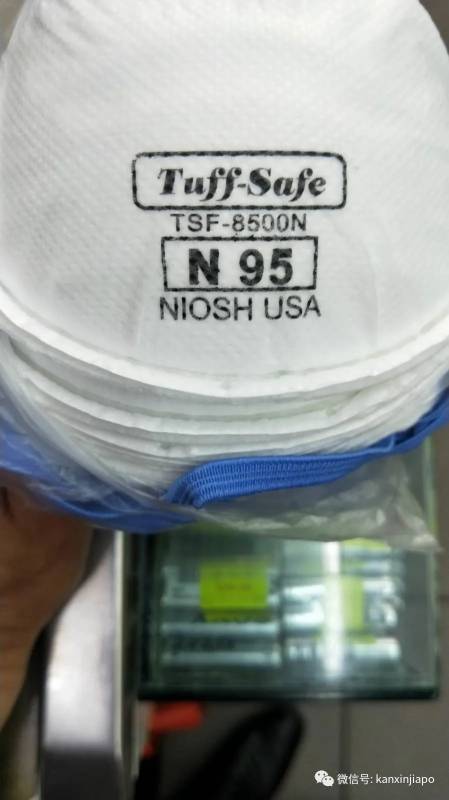 Tuff-Safe
TSF-8500N
N 95
NIOSH USA
微信号: kanxinjiapo